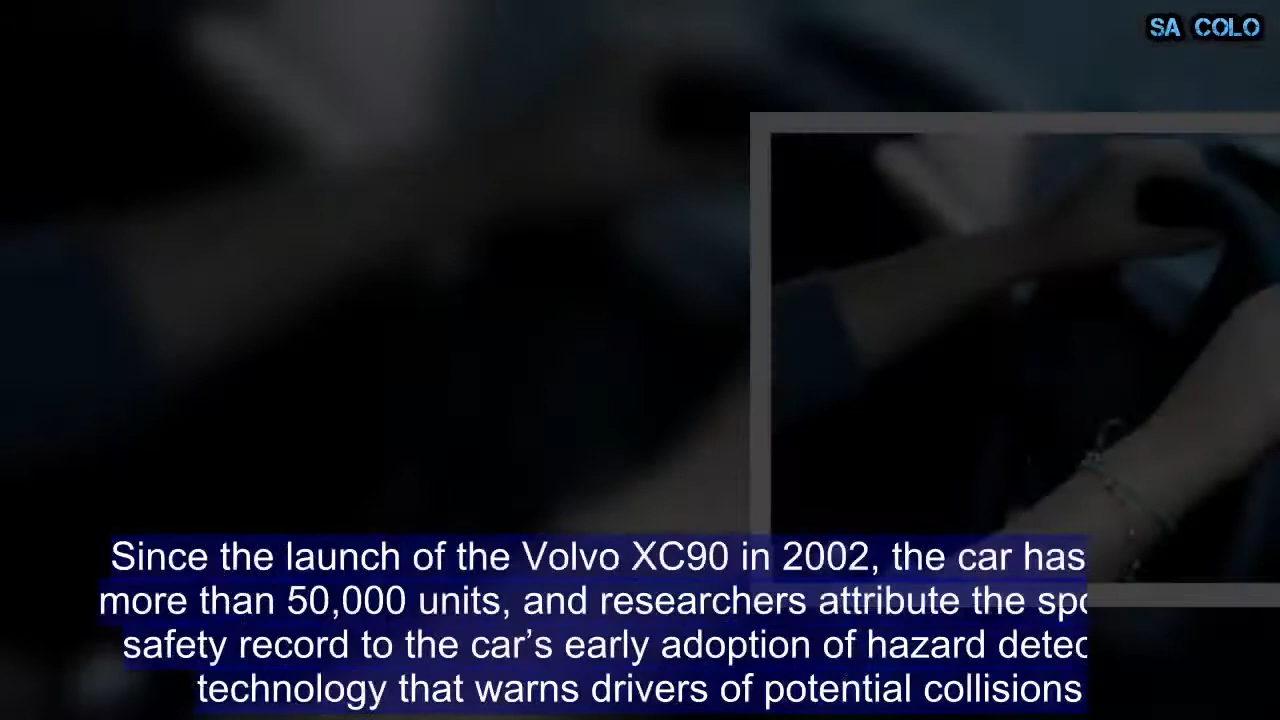 SA COLO
Since the launch of the Volvo XC90 in 2002, the car has
more than 50,000 units, and researchers attribute the
safety record to the car’s early adoption of hazard
technology that warns drivers of potential collisions